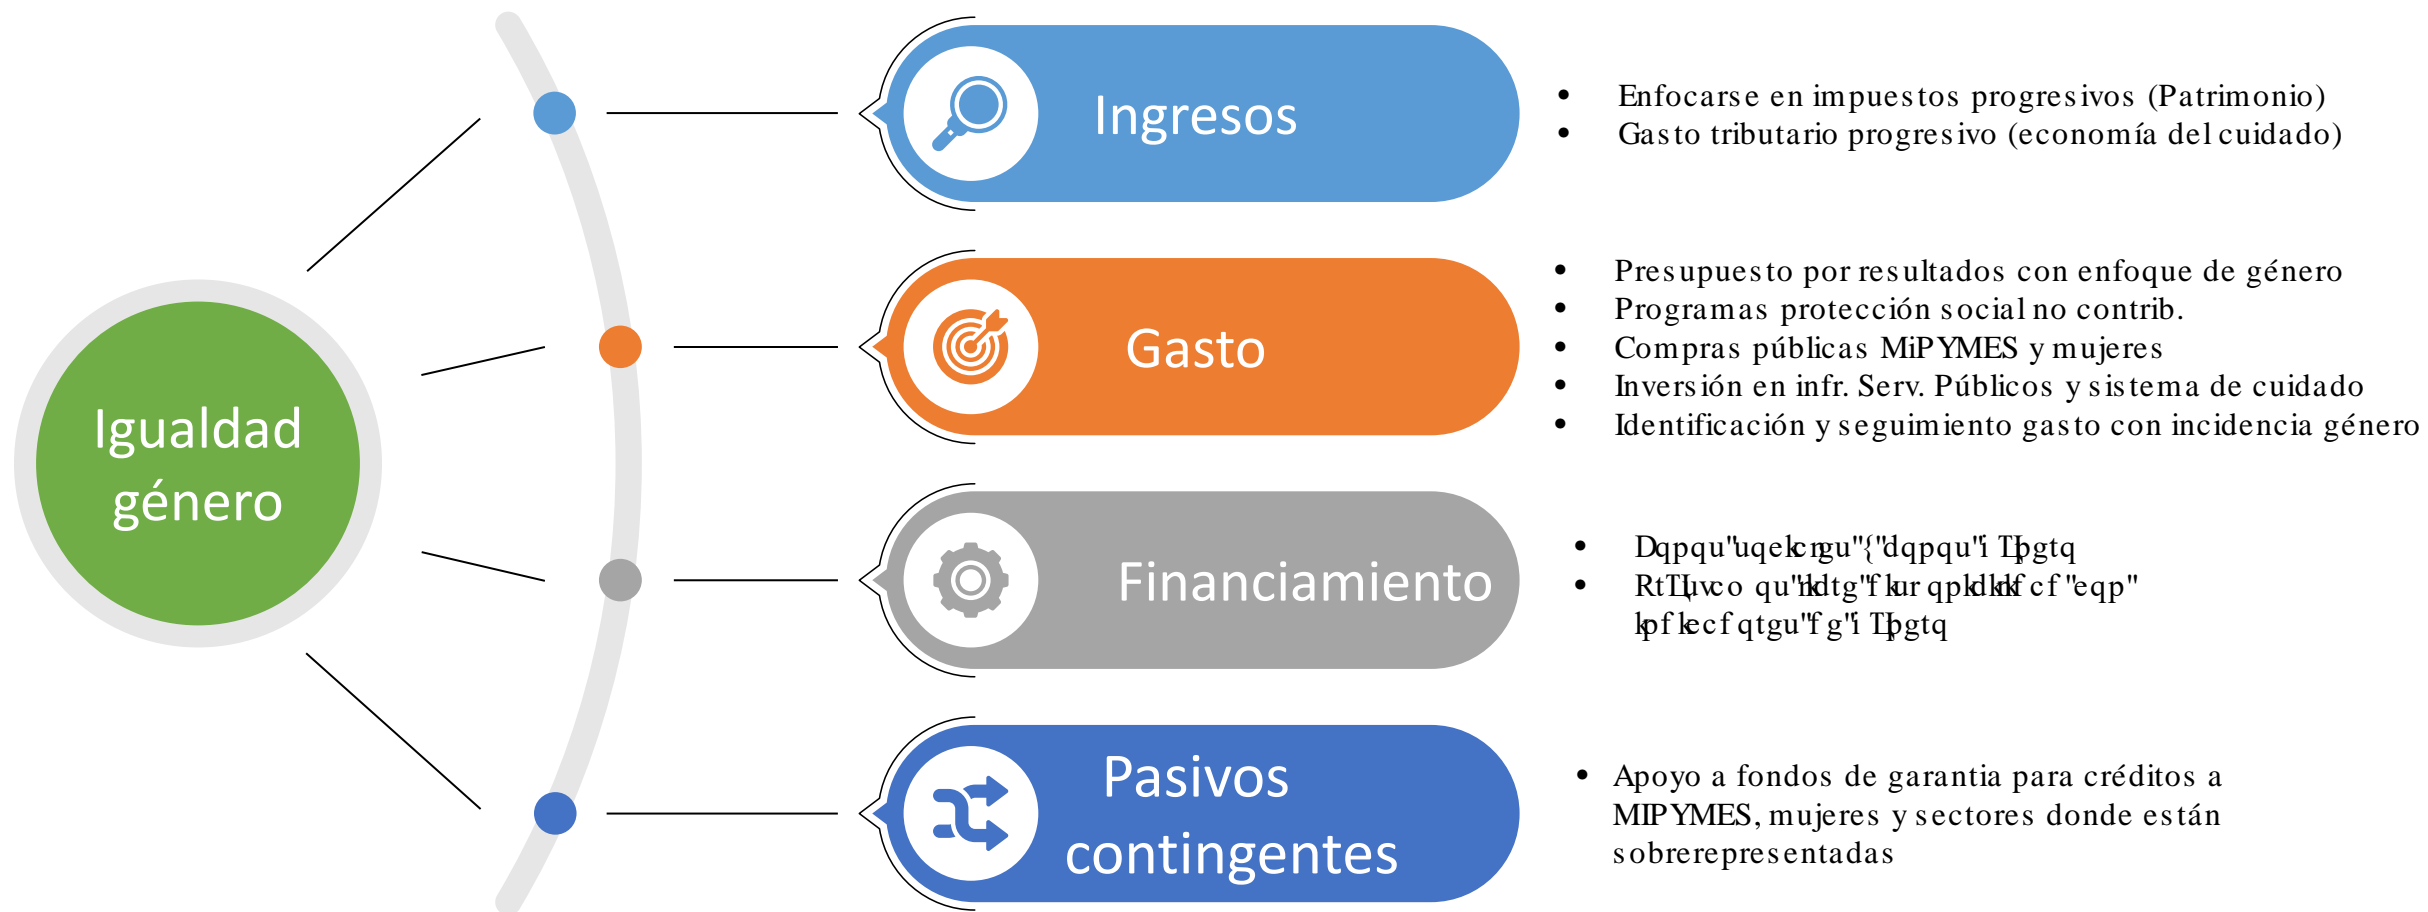 Igualdad
género
Ingresos
• Enfocarse en impuestos progresivos (Patrimonio)
• Gasto tributario progresivo (economía del cuidado)
Gasto
• Presupuesto por resultados con enfoque de género
• Programas protección social no contrib.
• Compras públicas MiPYMES y mujeres
• Inversión en infr. Serv. Públicos y sistema de cuidado
• Identificación y seguimiento gasto con incidencia género
Financiamiento
Pasivos
contingentes
• Apoyo a fondos de garantia para créditos a
MIPYMES, mujeres y sectores donde están
sobrerepresentadas